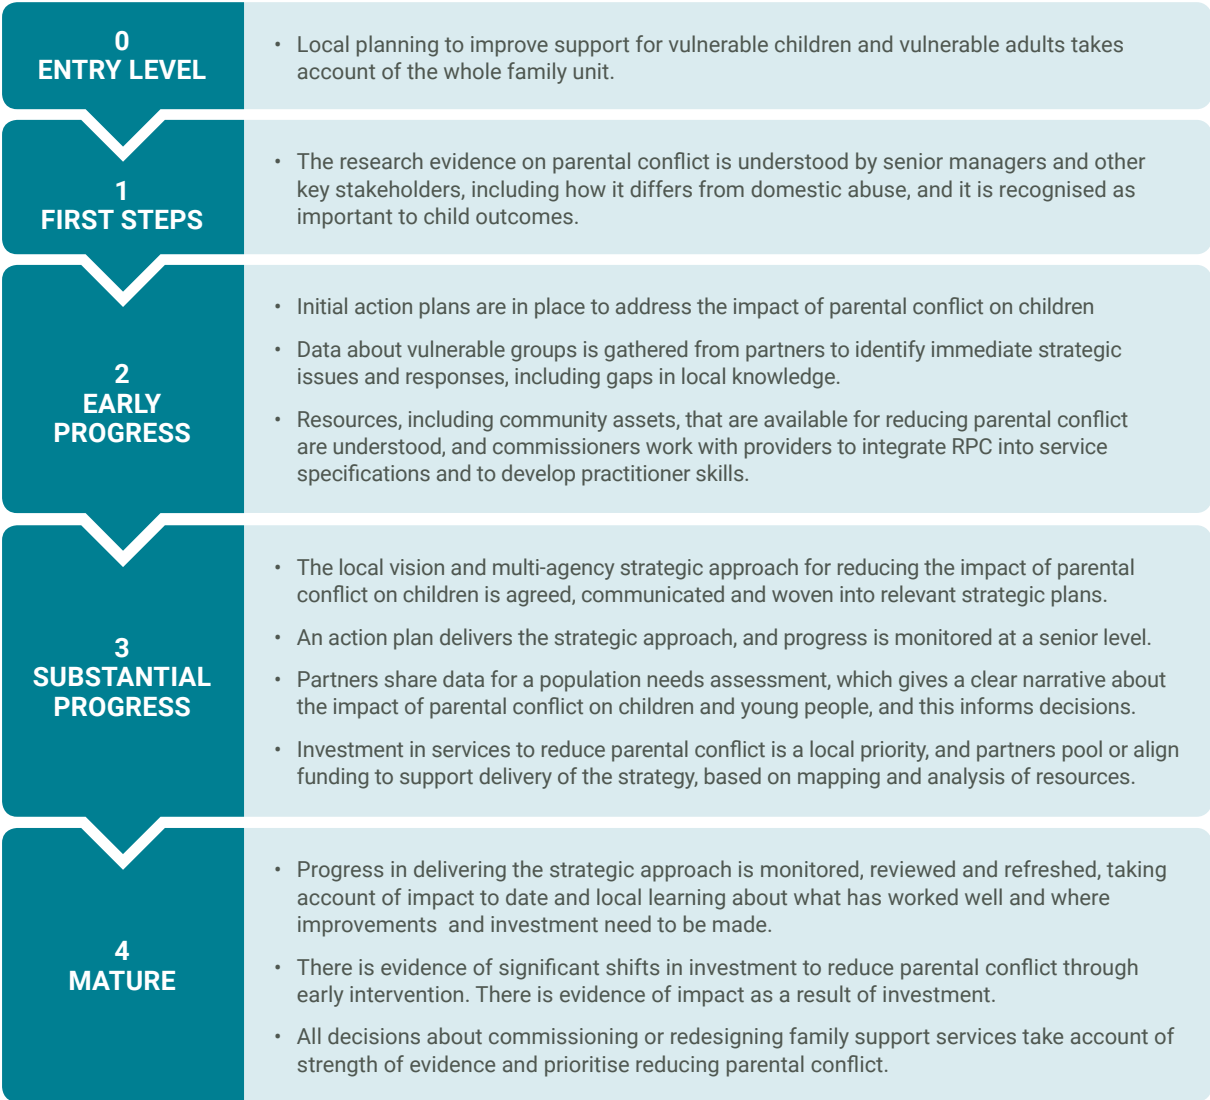 0
ENTRY LEVEL
• Local planning to improve support for vulnerable children and vulnerable adults takes
account of the whole family unit.
1
FIRST STEPS
• The research evidence on parental conflict is understood by senior managers and other
key stakeholders, including how it differs from domestic abuse, and it is recognised as
important to child outcomes.
2
EARLY
PROGRESS
• Initial action plans are in place to address the impact of parental conflict on children
• Data about vulnerable groups is gathered from partners to identify immediate strategic
issues and responses, including gaps in local knowledge.
• Resources, including community assets, that are available for reducing parental conflict
are understood, and commissioners work with providers to integrate RPC into service
specifications and to develop practitioner skills.
3
SUBSTANTIAL
PROGRESS
• The local vision and multi-agency strategic approach for reducing the impact of parental
conflict on children is agreed, communicated and woven into relevant strategic plans.
• An action plan delivers the strategic approach, and progress is monitored at a senior level.
• Partners share data for a population needs assessment, which gives a clear narrative about
the impact of parental conflict on children and young people, and this informs decisions.
• Investment in services to reduce parental conflict is a local priority, and partners pool or align
funding to support delivery of the strategy, based on mapping and analysis of resources.
4
MATURE
• Progress in delivering the strategic approach is monitored, reviewed and refreshed, taking
account of impact to date and local learning about what has worked well and where
improvements  and investment need to be made.
• There is evidence of significant shifts in investment to reduce parental conflict through
early intervention. There is evidence of impact as a result of investment.
• All decisions about commissioning or redesigning family support services take account of
strength of evidence and prioritise reducing parental conflict.